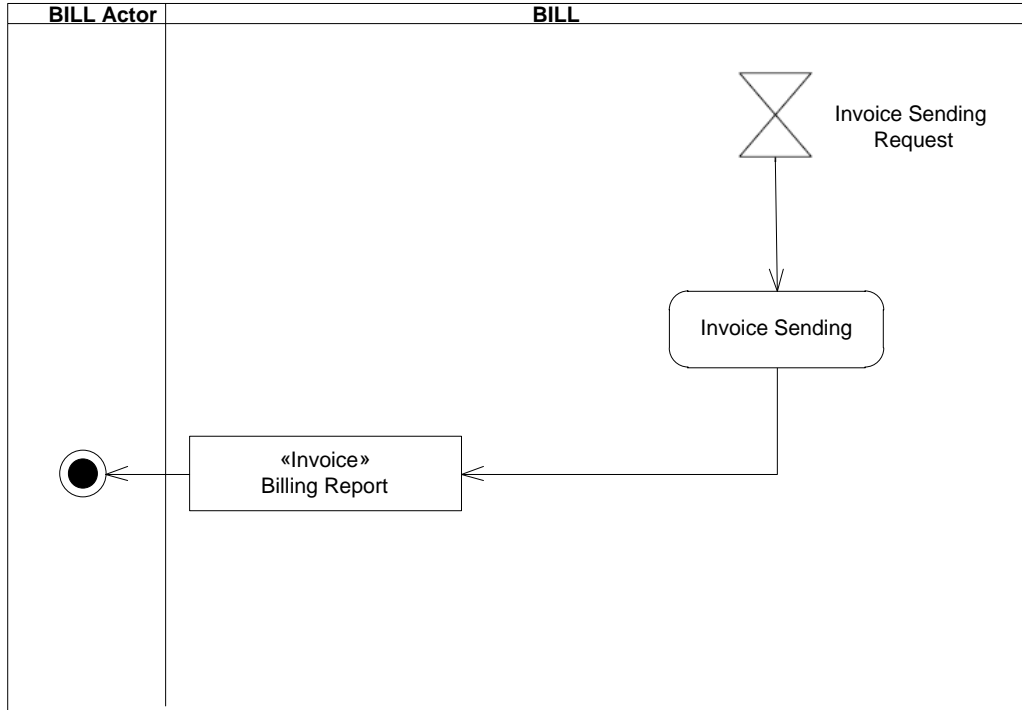 BILL Actor
BILL
Invoice Sending
Request
Invoice Sending
«Invoice»
Billing Report